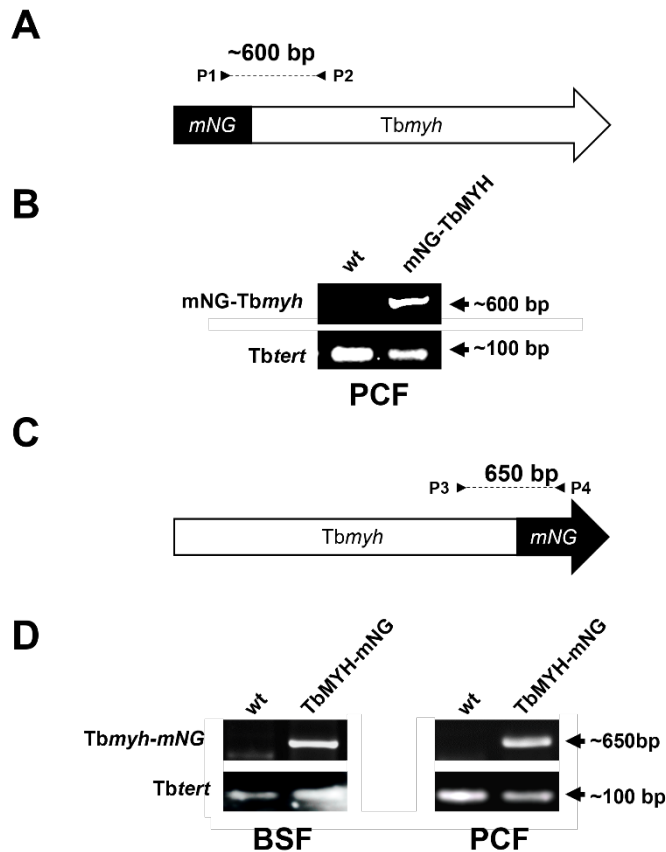 A
~600 bp
P1 P2
mNG Tbmyh
B
wt mNG-TbMYH
mNG-Tbmyh ~600 bp
Tbtert ~100 bp
PCF
C
650 bp
P3 P4
Tbmyh mNG
D
wt TbMYH-mNG wt TbMYH-mNG
Tbmyh-mNG ~650bp
Tbtert ~100 bp
BSF PCF